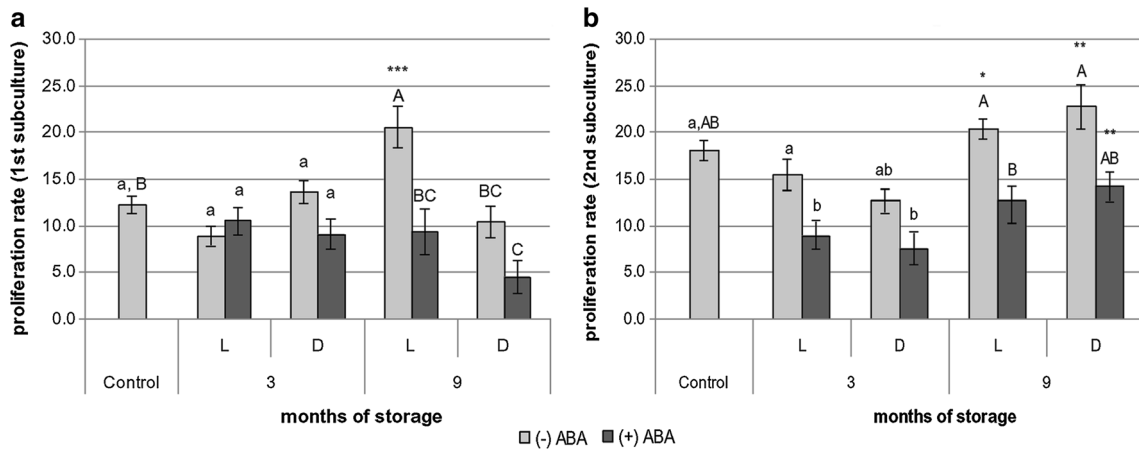 a
proliferation rate (1st subculture)
30.0
25.0
20.0
15.0
10.0
5.0
0.0
a, B
a
a
a
a
***
A
BC
BC
C
L
D
L
D
Control
3
9
months of storage
b
proliferation rate (2nd subculture)
30.0
25.0
20.0
15.0
10.0
5.0
0.0
a,AB
a
b
ab
b
*
A
B
**
A
**
AB
L
D
L
D
Control
3
9
months of storage
(-) ABA (+) ABA